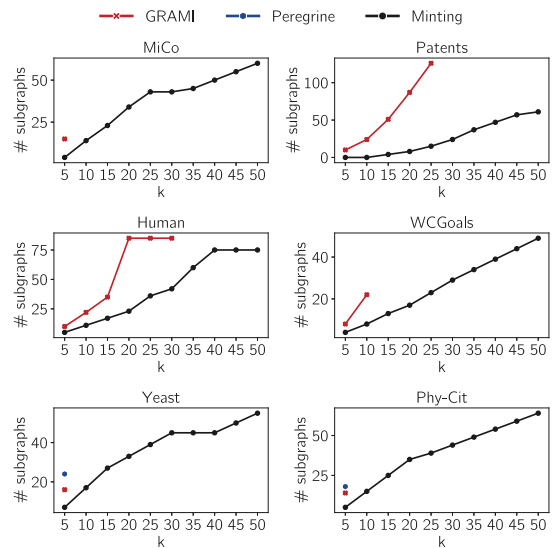 GRAMI Peregrine Minting
MiCo Patents
# subgraphs 50 25 # subgraphs 100 50 0
5 10 15 20 25 30 35 40 45 50 5 10 15 20 25 30 35 40 45 50
k k
Human WCGoals
# subgraphs 75 50 25 # subgraphs 40 20
5 10 15 20 25 30 35 40 45 50 5 10 15 20 25 30 35 40 45 50
k k
Yeast Phy-Cit
# subgraphs 40 20 # subgraphs 50 25
5 10 15 20 25 30 35 40 45 50 5 10 15 20 25 30 35 40 45 50
k k